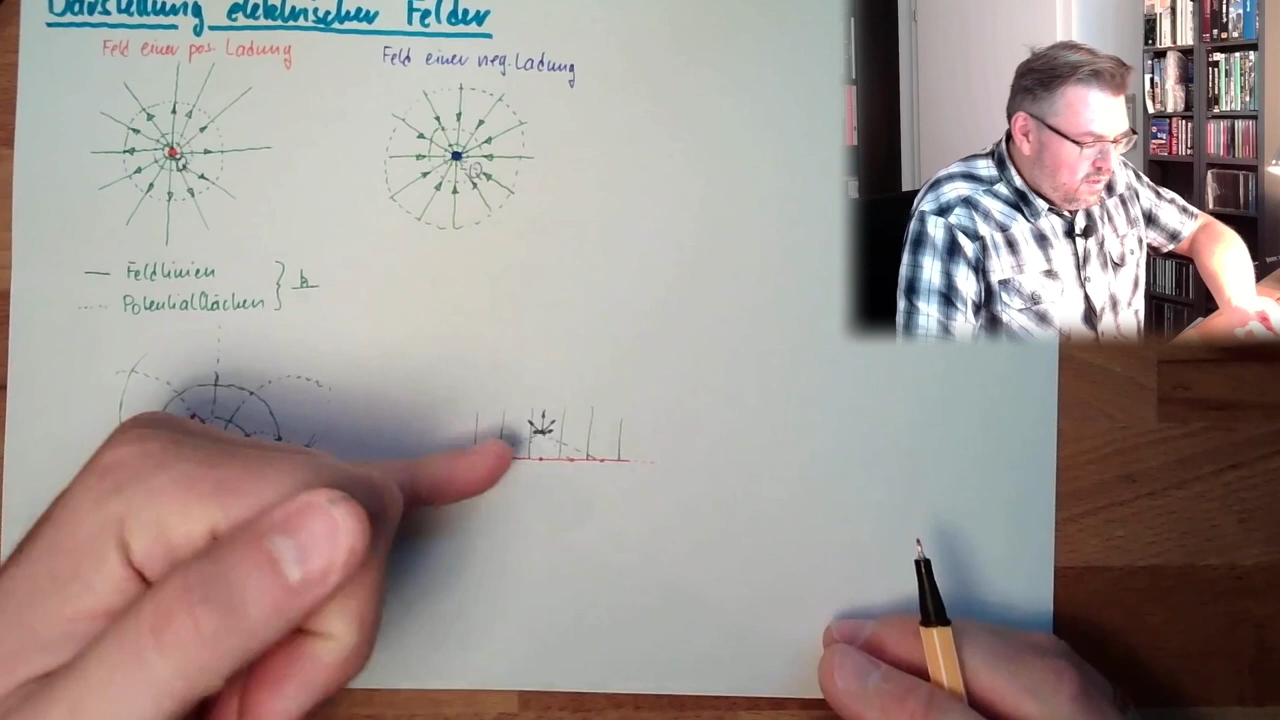 Darstellung elektrischer Felder
Feld einer pos. Ladung
Feld einer neg. Ladung
Q
-Q
Feldlinien
Potentialflächen